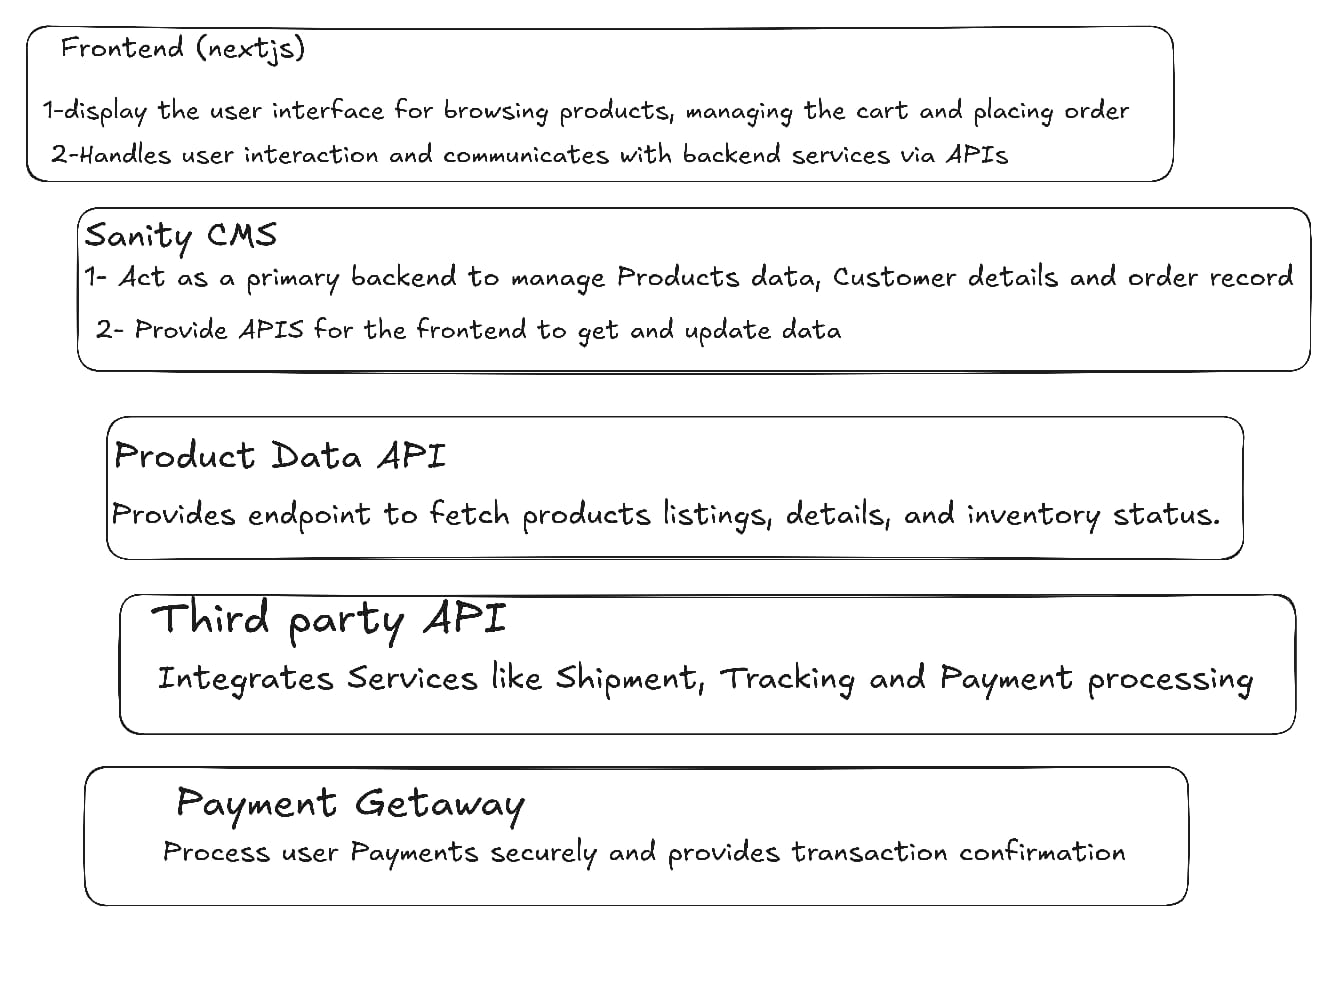 Frontend (nextjs)
1-display the user interface for browsing products, managing the cart and placing order
2-Handles user interaction and communicates with backend services via APIs
Sanity CMS
1- Act as a primary backend to manage Products data, Customer details and order record
2- Provide APIS for the frontend to get and update data
Product Data API
Provides endpoint to fetch products listings, details, and inventory status.
Third party API
Integrates Services like Shipment, Tracking and Payment processing
Payment Getaway
Process user Payments securely and provides transaction confirmation